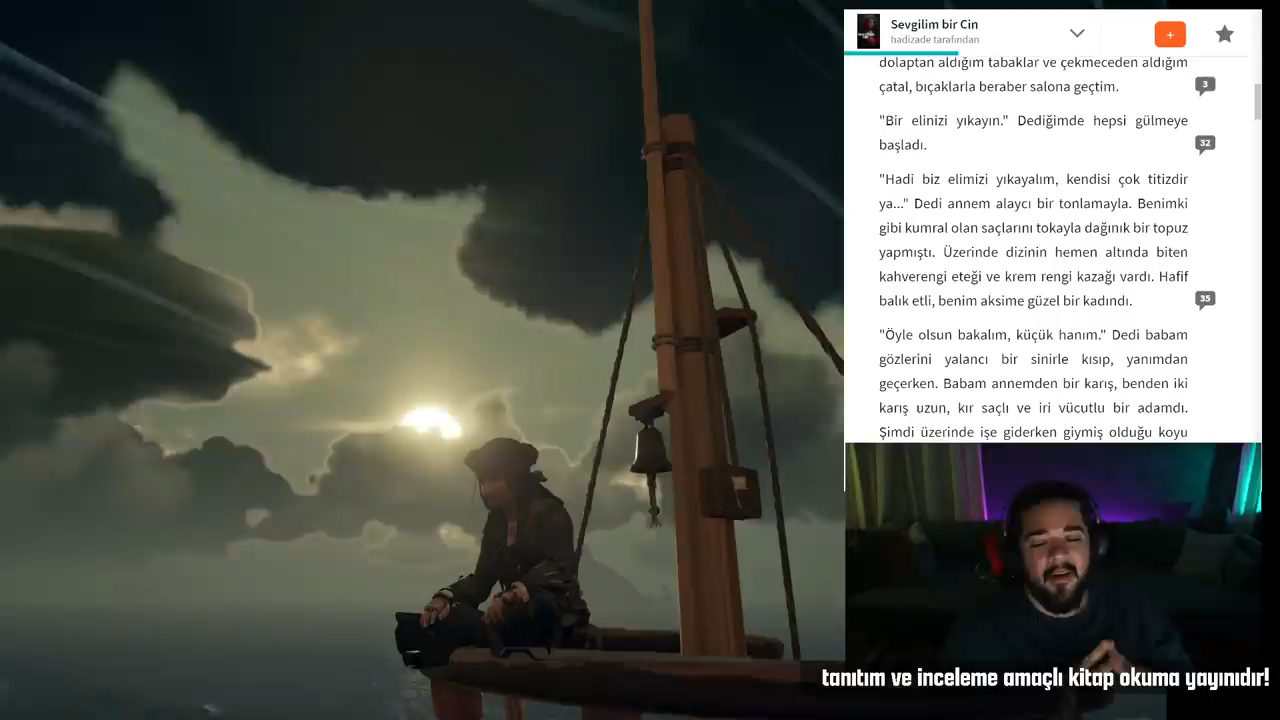 Sevgilim bir Cin
hadizade tarafından
+
dolaptan aldığım tabaklar ve çekmeceden aldığım
çatal, bıçaklarla beraber salona geçtim.
3
"Bir elinizi yıkayın." Dediğimde hepsi gülmeye
başladı.
32
"Hadi biz elimizi yıkayalım, kendisi çok titizdir
ya..." Dedi annem alaycı bir tonlamayla. Benimki
gibi kumral olan saçlarını tokayla dağınık bir topuz
yapmıştı. Üzerinde dizinin hemen altında biten
kahverengi eteği ve krem rengi kazağı vardı. Hafif
balık etli, benim aksime güzel bir kadındı.
35
"Öyle olsun bakalım, küçük hanım." Dedi babam
gözlerini yalancı bir sinirle kısıp, yanımdan
geçerken. Babam annemden bir karış, benden iki
karış uzun, kır saçlı ve iri vücutlu bir adamdı.
Şimdi üzerinde işe giderken giymiş olduğu koyu
tanıtım ve inceleme amaçlı kitap okuma yayınıdır!